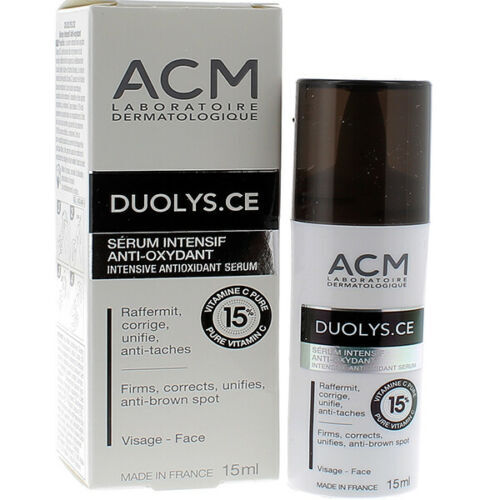 ACM
LABORATOIRE
DERMATOLOGIQUE
DUOLYS.CE
SÉRUM INTENSIF
ANTI-OXYDANT
INTENSIVE ANTIOXIDANT SERUM
Raffermit,
corrige,
unifie,
anti-taches
VITAMINE C PURE
15%
PURE VITAMIN C
Firms, corrects, unifies,
anti-brown spot
Visage - Face
MADE IN FRANCE 15ml
ACM
LABORATOIRE
DERMATOLOGIQUE
DUOLYS.CE
SÉRUM INTENSIF
ANTI-OXYDANT
INTENSIVE ANTIOXIDANT SERUM
Raffermit,
corrige,
unifie,
anti-taches
VITAMINE C PURE
15%
PURE VITAMIN C
Firms, corrects,
unifies, anti-brown spot
Visage - Face
15ml